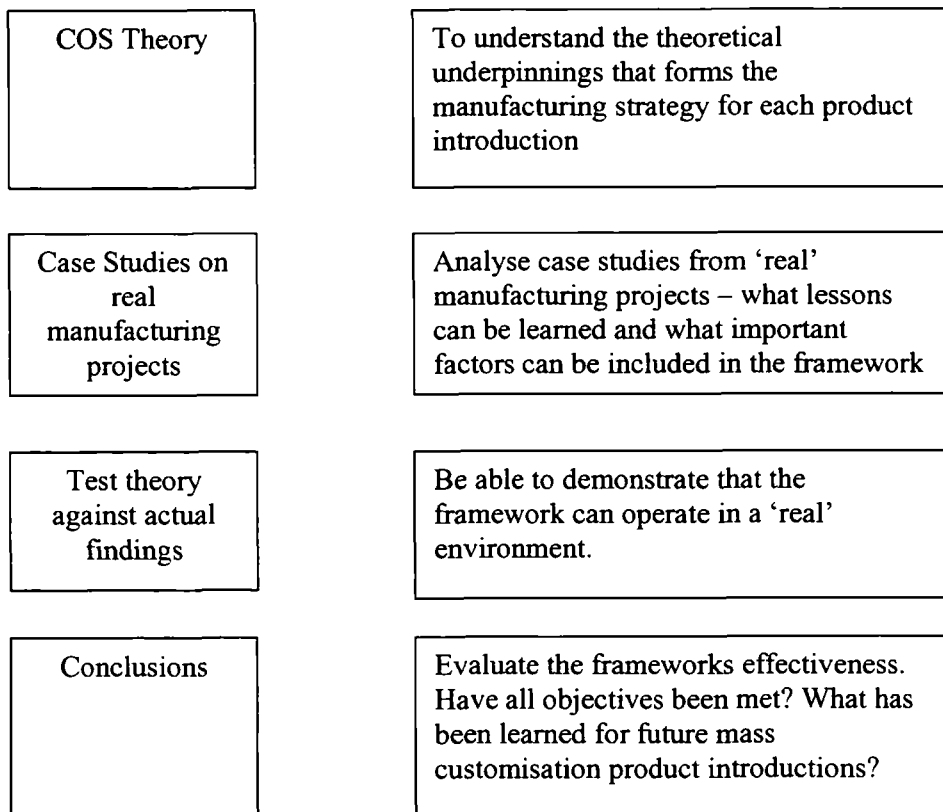 COS Theory
To understand the theoretical
underpinnings that forms the
manufacturing strategy for each product
introduction
Case Studies on
real
manufacturing
projects
Analyse case studies from ‘real’
manufacturing projects – what lessons
can be learned and what important
factors can be included in the framework
Test theory
against actual
findings
Be able to demonstrate that the
framework can operate in a ‘real’
environment.
Conclusions
Evaluate the frameworks effectiveness.
Have all objectives been met? What has
been learned for future mass
customisation product introductions?